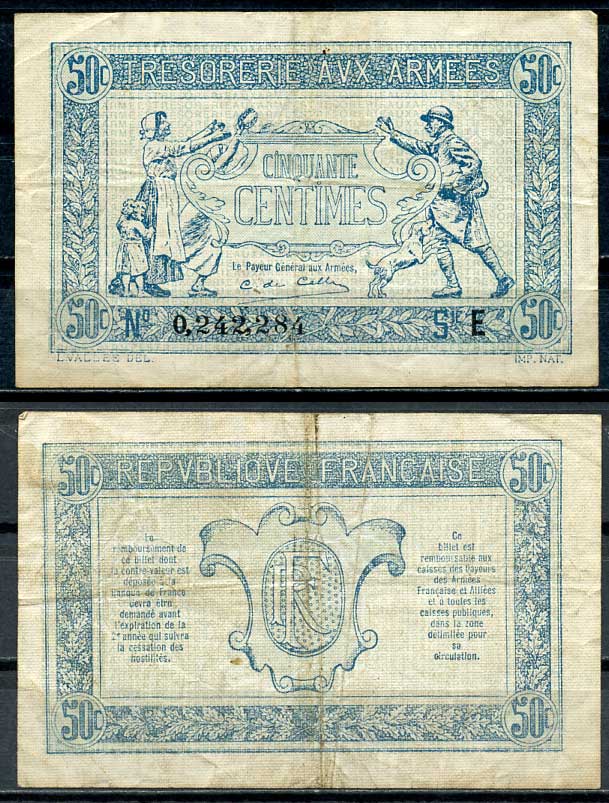 50c TRESORERIE AVX ARMEES 50c
CINQUANTE
CENTIMES
Le Payeur Général aux Armées,
50c No 0,242,284 Sie E 50c
L.VALLÉE DEL. IMP. NAT.
50c REPVBLIQVE FRANÇAISE 50c
Le
remboursement de
ce billet dont
la contre-valeur est
déposée à la
Banque de France
devra être
demandé avant
l'expiration de la
2e année qui suivra
la cessation des
hostilités.
Ce
billet est
remboursable aux
caisses des Payeurs
des Armées
Française et Alliées
et à toutes les
caisses publiques,
dans la zone
délimitée pour
sa
circulation.
50c 50c